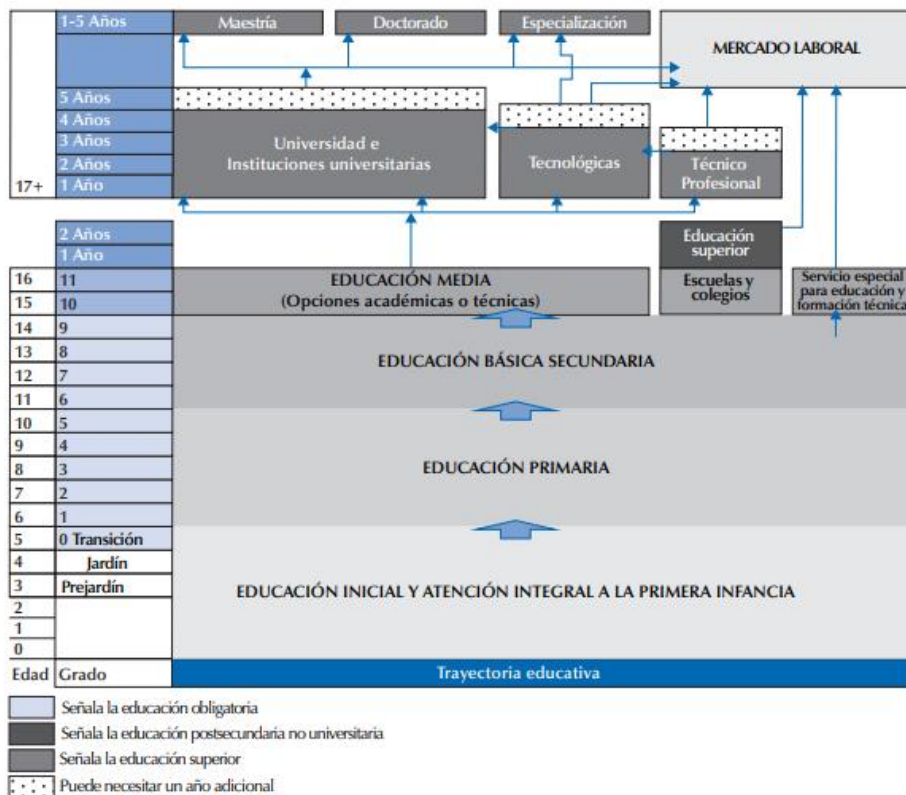 1-5 Años
Maestría
Doctorado
Especialización
MERCADO LABORAL
5 Años
4 Años
3 Años
2 Años
1 Año
17+
Universidad e
Instituciones universitarias
Tecnológicas
Técnico
Profesional
2 Años
1 Año
Educación
superior
16 11
15 10
EDUCACIÓN MEDIA
(Opciones académicas o técnicas)
Escuelas y
colegios
Servicio especial
para educación y
formación técnica
14 9
13 8
12 7
11 6
EDUCACIÓN BÁSICA SECUNDARIA
10 5
9 4
8 3
7 2
6 1
EDUCACIÓN PRIMARIA
5 0 Transición
4 Jardín
3 Prejardín
2
1
0
EDUCACIÓN INICIAL Y ATENCIÓN INTEGRAL A LA PRIMERA INFANCIA
Edad Grado Trayectoria educativa
Señala la educación obligatoria
Señala la educación postsecundaria no universitaria
Señala la educación superior
Puede necesitar un año adicional